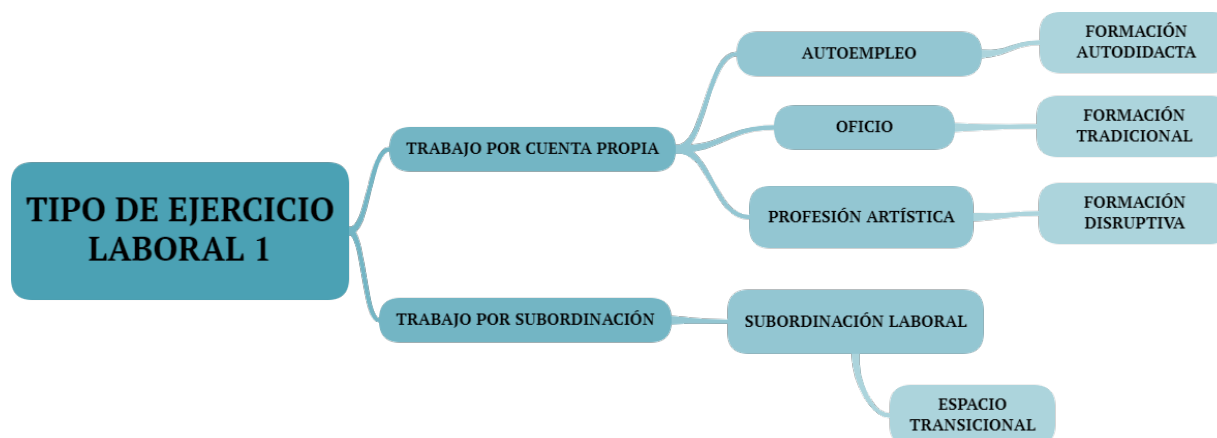 TIPO DE EJERCICIO
LABORAL 1
TRABAJO POR CUENTA PROPIA
AUTOEMPLEO
FORMACIÓN
AUTODIDACTA
OFICIO
FORMACIÓN
TRADICIONAL
PROFESIÓN ARTÍSTICA
FORMACIÓN
DISRUPTIVA
TRABAJO POR SUBORDINACIÓN
SUBORDINACIÓN LABORAL
ESPACIO
TRANSICIONAL